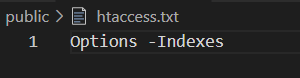 public > htaccess.txt
1 Options -Indexes